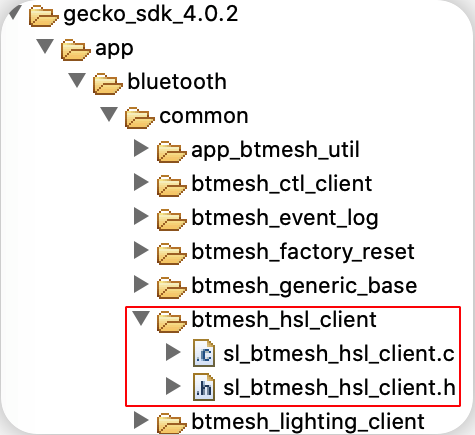 gecko_sdk_4.0.2
app
bluetooth
common
app_btmesh_util
btmesh_ctl_client
btmesh_event_log
btmesh_factory_reset
btmesh_generic_base
btmesh_hsl_client
.c sl_btmesh_hsl_client.c
.h sl_btmesh_hsl_client.h
btmesh_lighting_client